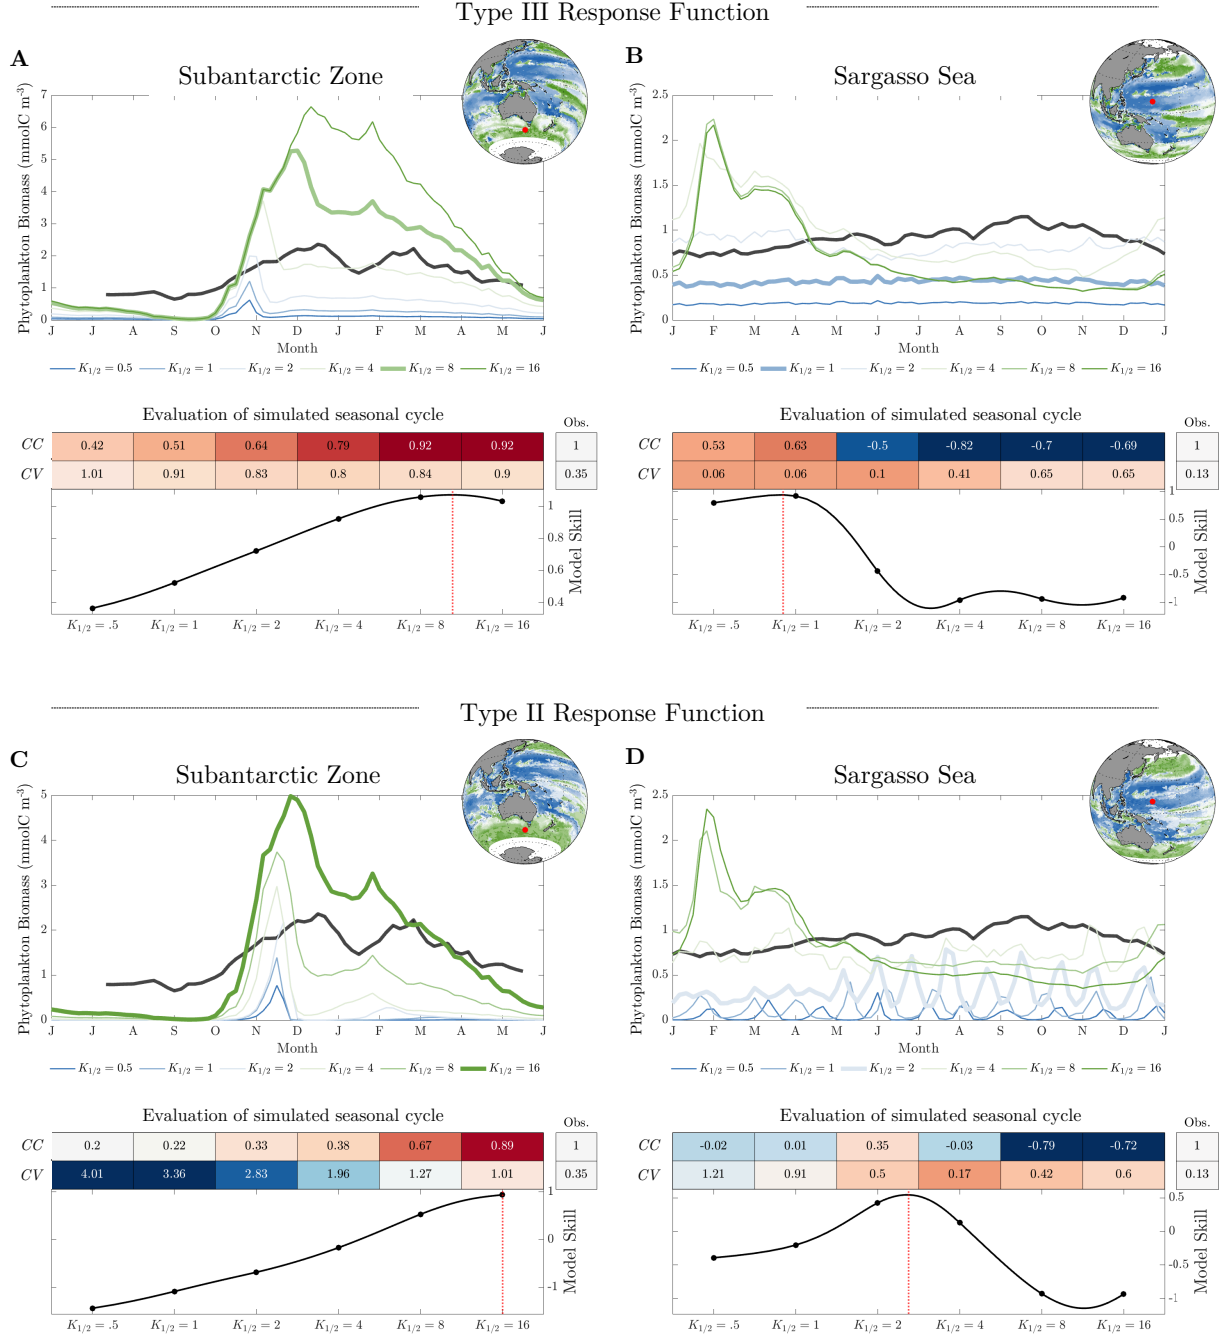 Type III Response Function
A
Subantarctic Zone
Phytoplankton Biomass (mmolC m-3)
7
6
5
4
3
2
1
0
J J A S O N D J F M A M J
Month
K1/2 = 0.5 K1/2 = 1 K1/2 = 2 K1/2 = 4 K1/2 = 8 K1/2 = 16
Evaluation of simulated seasonal cycle
Obs.
CC 0.42 0.51 0.64 0.79 0.92 0.92 1
CV 1.01 0.91 0.83 0.8 0.84 0.9 0.35
1
0.8
0.6
0.4
Model Skill
K1/2 = .5 K1/2 = 1 K1/2 = 2 K1/2 = 4 K1/2 = 8 K1/2 = 16
B
Sargasso Sea
Phytoplankton Biomass (mmolC m-3)
2.5
2
1.5
1
0.5
0
J F M A M J J A S O N D J
Month
K1/2 = 0.5 K1/2 = 1 K1/2 = 2 K1/2 = 4 K1/2 = 8 K1/2 = 16
Evaluation of simulated seasonal cycle
Obs.
CC 0.53 0.63 -0.5 -0.82 -0.7 -0.69 1
CV 0.06 0.06 0.1 0.41 0.65 0.65 0.13
1
0.5
0
-0.5
-1
Model Skill
K1/2 = .5 K1/2 = 1 K1/2 = 2 K1/2 = 4 K1/2 = 8 K1/2 = 16
Type II Response Function
C
Subantarctic Zone
Phytoplankton Biomass (mmolC m-3)
5
4
3
2
1
0
J J A S O N D J F M A M J
Month
K1/2 = 0.5 K1/2 = 1 K1/2 = 2 K1/2 = 4 K1/2 = 8 K1/2 = 16
Evaluation of simulated seasonal cycle
Obs.
CC 0.2 0.22 0.33 0.38 0.67 0.89 1
CV 4.01 3.36 2.83 1.96 1.27 1.01 0.35
1
0
-1
Model Skill
K1/2 = .5 K1/2 = 1 K1/2 = 2 K1/2 = 4 K1/2 = 8 K1/2 = 16
D
Sargasso Sea
Phytoplankton Biomass (mmolC m-3)
2.5
2
1.5
1
0.5
0
J F M A M J J A S O N D J
Month
K1/2 = 0.5 K1/2 = 1 K1/2 = 2 K1/2 = 4 K1/2 = 8 K1/2 = 16
Evaluation of simulated seasonal cycle
Obs.
CC -0.02 0.01 0.35 -0.03 -0.79 -0.72 1
CV 1.21 0.91 0.5 0.17 0.42 0.6 0.13
0.5
0
-0.5
-1
Model Skill
K1/2 = .5 K1/2 = 1 K1/2 = 2 K1/2 = 4 K1/2 = 8 K1/2 = 16